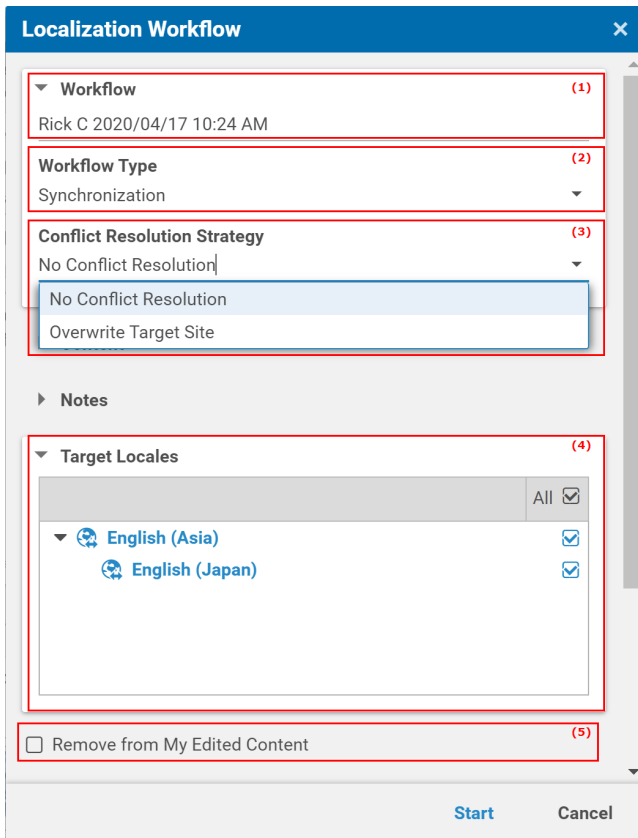 Localization Workflow
Workflow (1)
Rick C 2020/04/17 10:24 AM
Workflow Type (2)
Synchronization
Conflict Resolution Strategy (3)
No Conflict Resolution
No Conflict Resolution
Overwrite Target Site
Notes
Target Locales (4)
All
English (Asia)
English (Japan)
Remove from My Edited Content (5)
Start Cancel